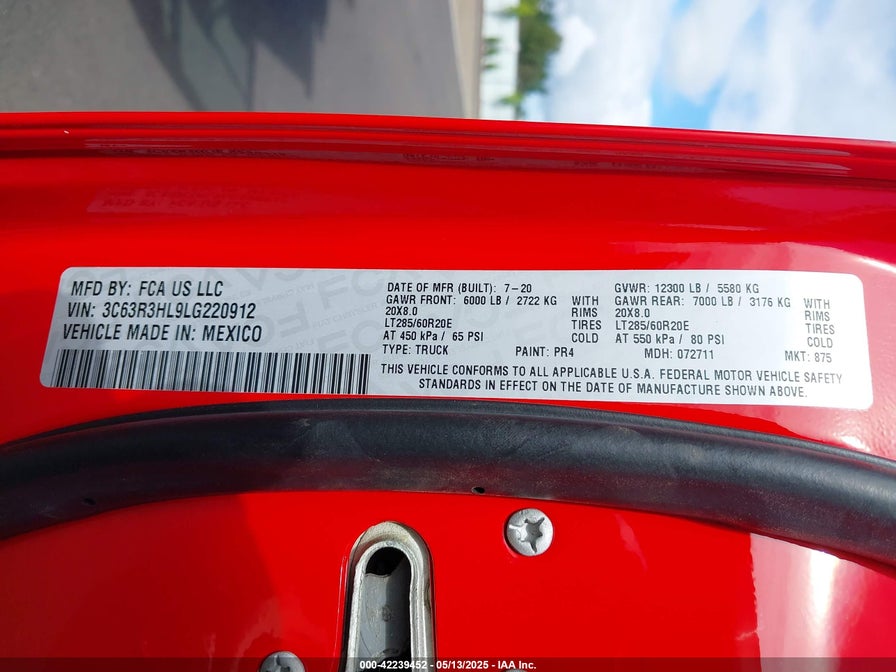 MFD BY: FCA US LLC
VIN: 3C63R3HL9LG220912
VEHICLE MADE IN: MEXICO
DATE OF MFR (BUILT): 7-20
GVWR: 12300 LB / 5580 KG
GAWR FRONT: 6000 LB / 2722 KG WITH
GAWR REAR: 7000 LB / 3176 KG WITH
20X8.0 RIMS
20X8.0 RIMS
LT285/60R20E TIRES
LT285/60R20E TIRES
AT 450 kPa / 65 PSI COLD
AT 550 kPa / 80 PSI COLD
TYPE: TRUCK PAINT: PR4 MDH: 072711 MKT: 875
THIS VEHICLE CONFORMS TO ALL APPLICABLE U.S.A. FEDERAL MOTOR VEHICLE SAFETY
STANDARDS IN EFFECT ON THE DATE OF MANUFACTURE SHOWN ABOVE.
000-42239452 - 05/13/2025 - IAA Inc.